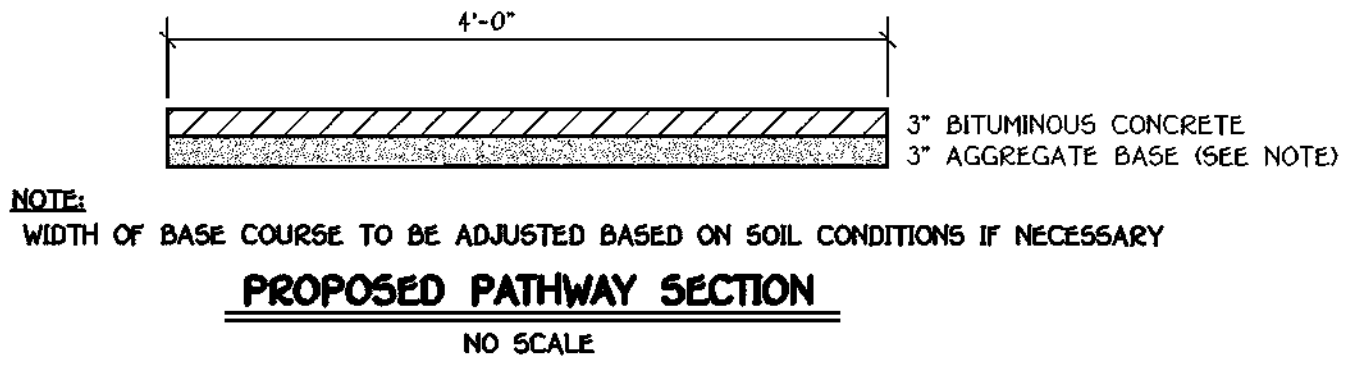 4'-0"
3" BITUMINOUS CONCRETE
3" AGGREGATE BASE (SEE NOTE)
NOTE:
WIDTH OF BASE COURSE TO BE ADJUSTED BASED ON SOIL CONDITIONS IF NECESSARY
PROPOSED PATHWAY SECTION
NO SCALE